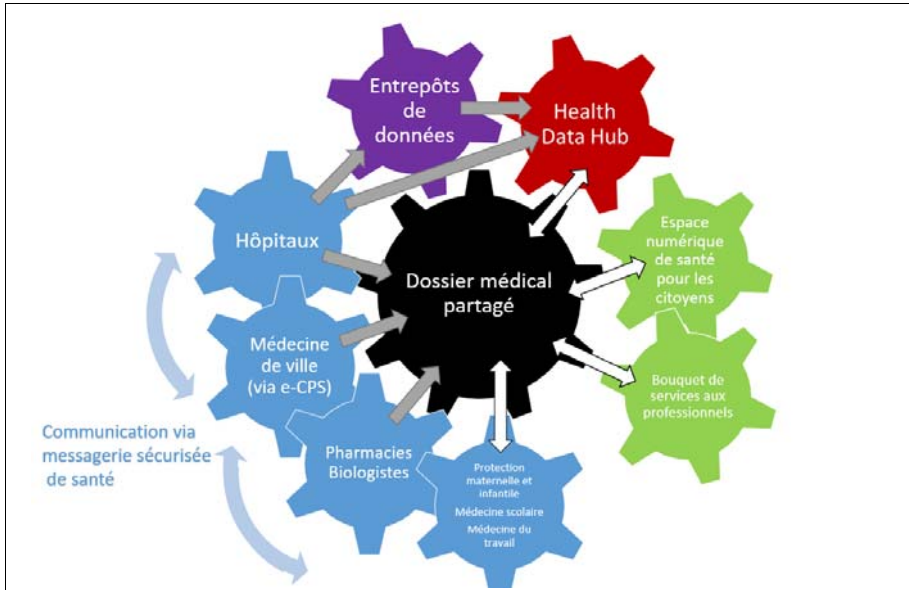 Entrepôts
de
données
Health
Data Hub
Hôpitaux
Dossier médical
partagé
Espace
numérique
de santé
pour les
citoyens
Médecine
de ville
(via e-CPS)
Bouquet de
services aux
professionnels
Communication via
messagerie sécurisée
de santé
Pharmacies
Biologistes
Protection
maternelle et
infantile
Médecine scolaire
Médecine du
travail